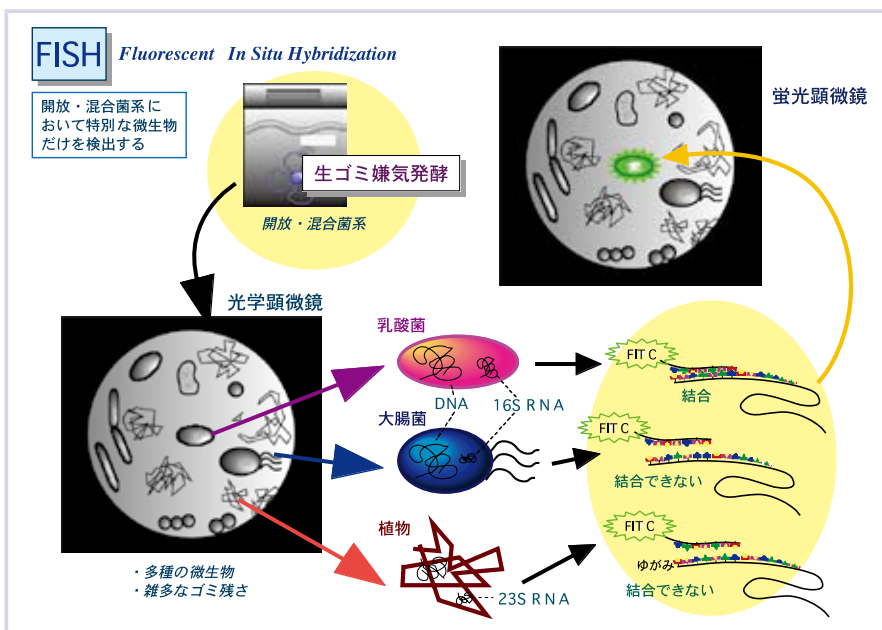 FISH
Fluorescent In Situ Hybridization
開放・混合菌系に
おいて特別な微生物
だけを検出する
生ゴミ嫌気発酵
開放・混合菌系
蛍光顕微鏡
光学顕微鏡
・多種の微生物
・雑多なゴミ残さ
乳酸菌
DNA
16S RNA
大腸菌
植物
23S RNA
FITC
結合
FITC
結合できない
FITC
ゆがみ
結合できない